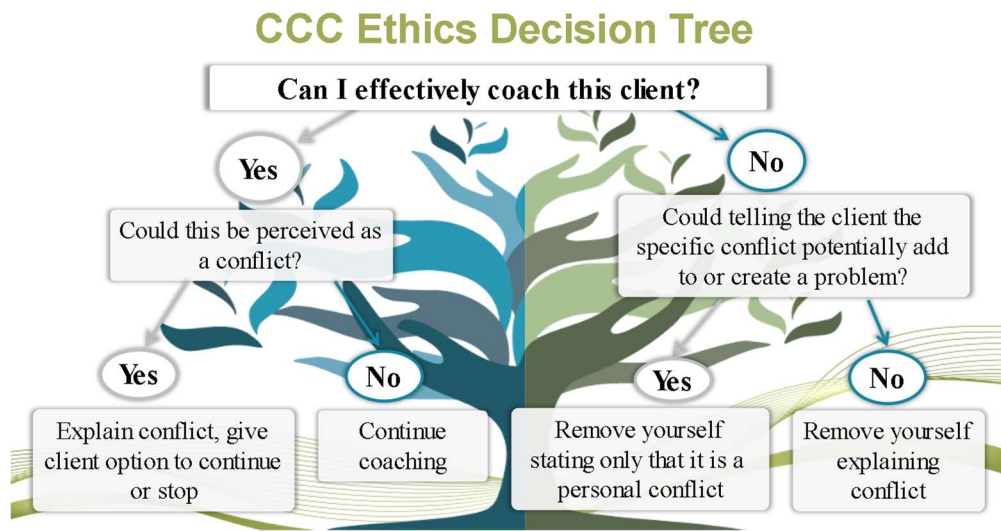 CCC Ethics Decision Tree
Can I effectively coach this client?
Yes
No
Could this be perceived as
a conflict?
Could telling the client the
specific conflict potentially add
to or create a problem?
Yes
No
Yes
No
Explain conflict, give
client option to continue
or stop
Continue
coaching
Remove yourself
stating only that it is a
personal conflict
Remove yourself
explaining
conflict